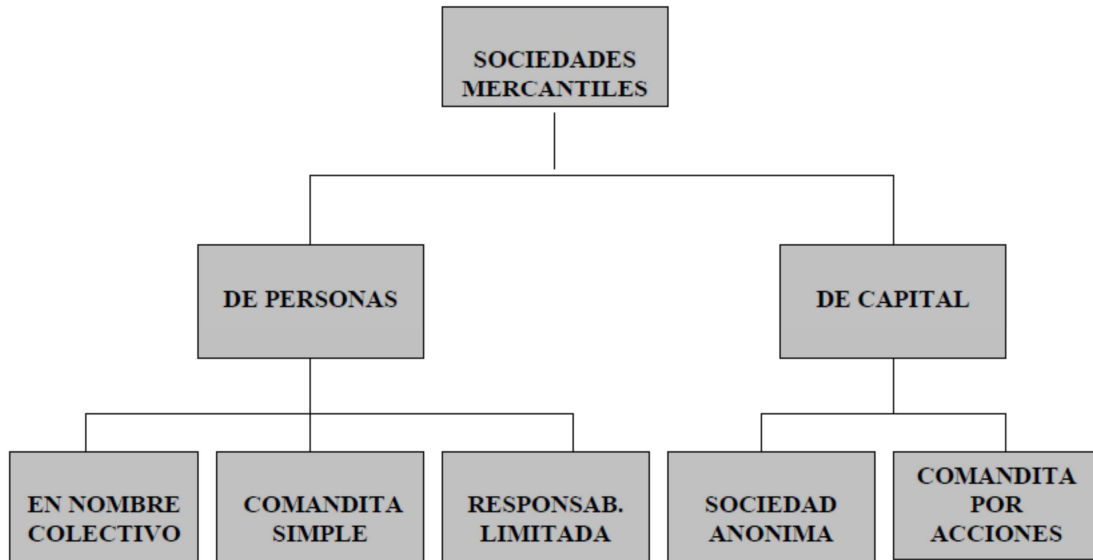 SOCIEDADES
MERCANTILES
DE PERSONAS
DE CAPITAL
EN NOMBRE
COLECTIVO
COMANDITA
SIMPLE
RESPONSAB.
LIMITADA
SOCIEDAD
ANONIMA
COMANDITA
POR
ACCIONES